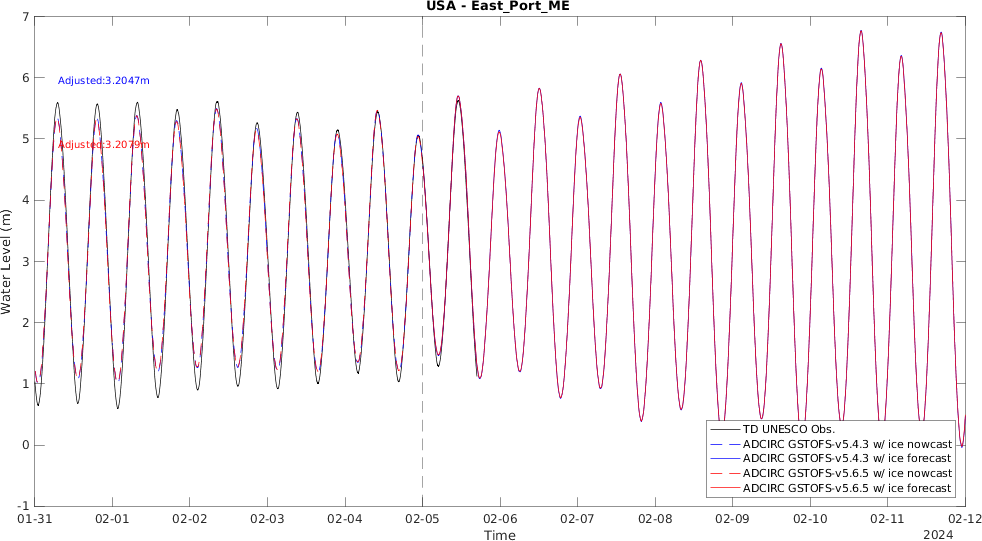 USA - East_Port_ME
7
6
5
4
3
2
1
0
-1
Water Level (m)
Adjusted:3.2047m
Adjusted:3.2079m
TD UNESCO Obs.
ADCIRC GSTOFS-v5.4.3 w/ ice nowcast
ADCIRC GSTOFS-v5.4.3 w/ ice forecast
ADCIRC GSTOFS-v5.6.5 w/ ice nowcast
ADCIRC GSTOFS-v5.6.5 w/ ice forecast
01-31 02-01 02-02 02-03 02-04 02-05 02-06 02-07 02-08 02-09 02-10 02-11 02-12
Time
2024